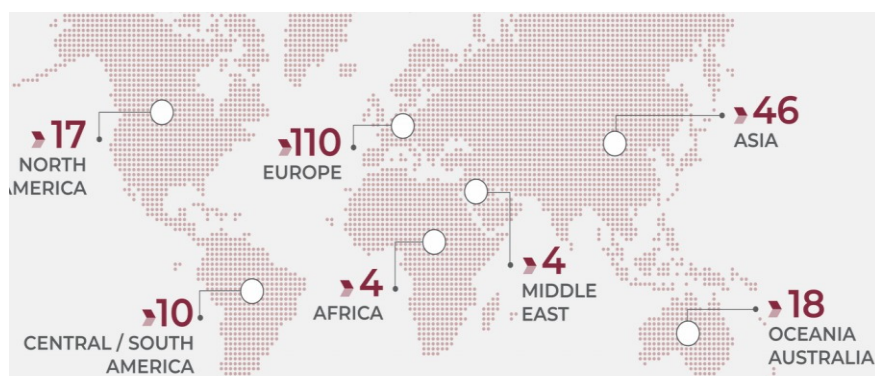 17
NORTH
AMERICA
110
EUROPE
46
ASIA
10
CENTRAL / SOUTH
AMERICA
4
AFRICA
4
MIDDLE
EAST
18
OCEANIA
AUSTRALIA